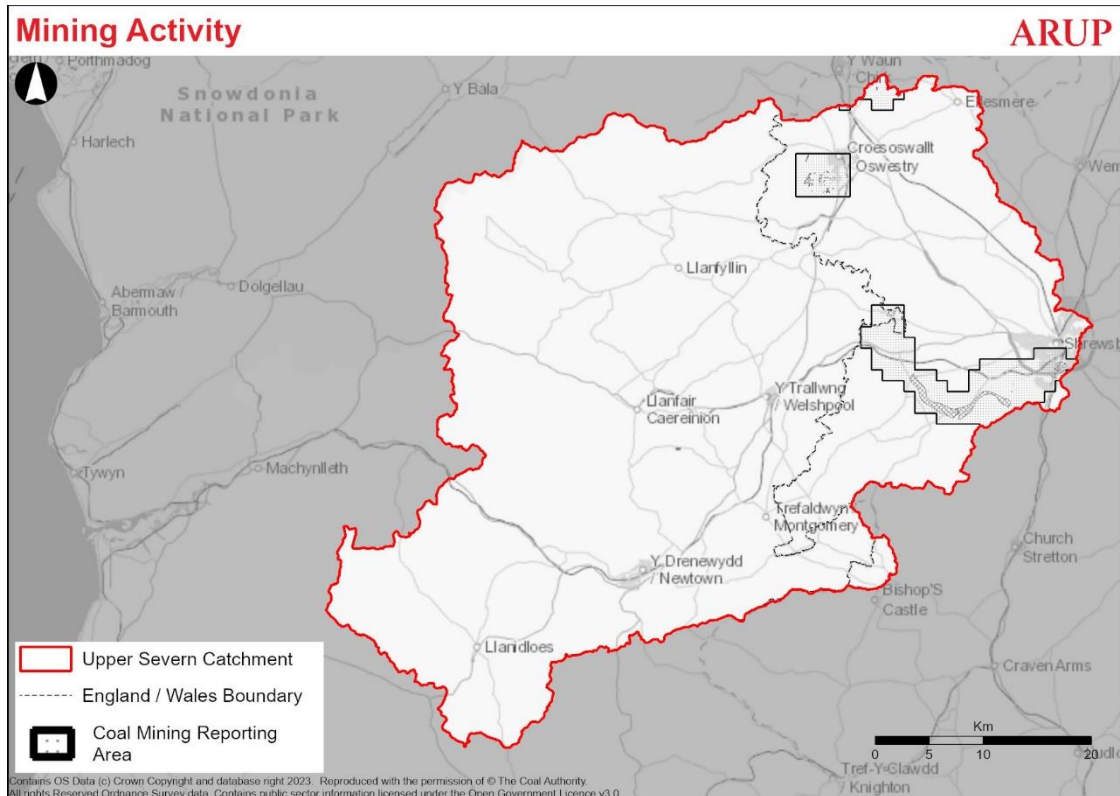 Mining Activity
ARUP
Porthmadog
Y Waun
Snowdonia
National Park
Y Bala
Ellesmere
Harlech
Croesoswallt
Oswestry
Llanfyllin
Dolgellau
Abermaw /
Barmouth
Y Trallwng
/ Welshpool
Llanfair
Caereinion
Tywyn
Machynlleth
Trefaldwyn
Montgomery
Church
Stretton
Y Drenewydd
/ Newtown
Bishop'S
Castle
Llanidloes
Craven Arms
Upper Severn Catchment
England / Wales Boundary
Coal Mining Reporting
Area
Km
0 5 10 20
Tref-Y-Clawdd
Knighton
Contains OS Data (c) Crown Copyright and database right 2023. Reproduced with the permission of © The Coal Authority.
All rights Reserved Ordnance Survey data. Contains public sector information licensed under the Open Government Licence v3.0